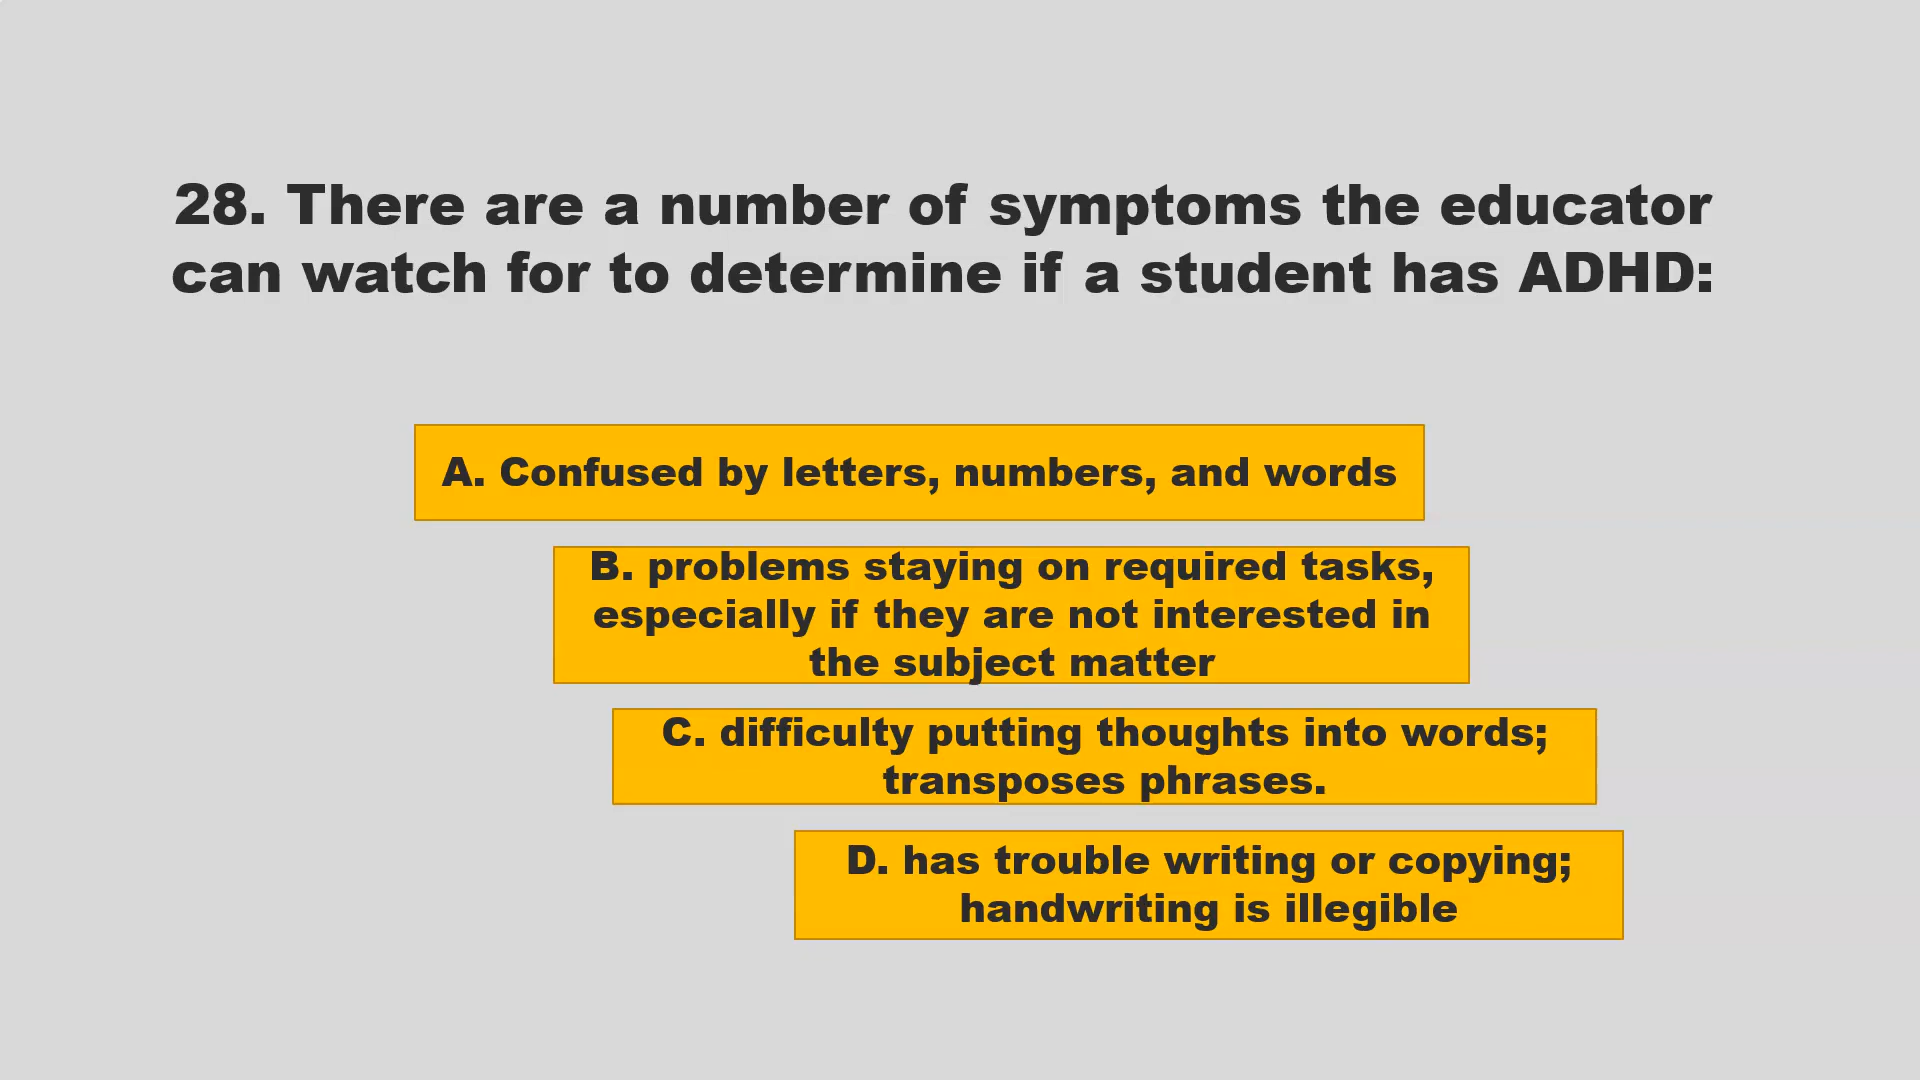 28. There are a number of symptoms the educator
can watch for to determine if a student has ADHD:
A. Confused by letters, numbers, and words
B. problems staying on required tasks,
especially if they are not interested in
the subject matter
C. difficulty putting thoughts into words;
transposes phrases.
D. has trouble writing or copying;
handwriting is illegible